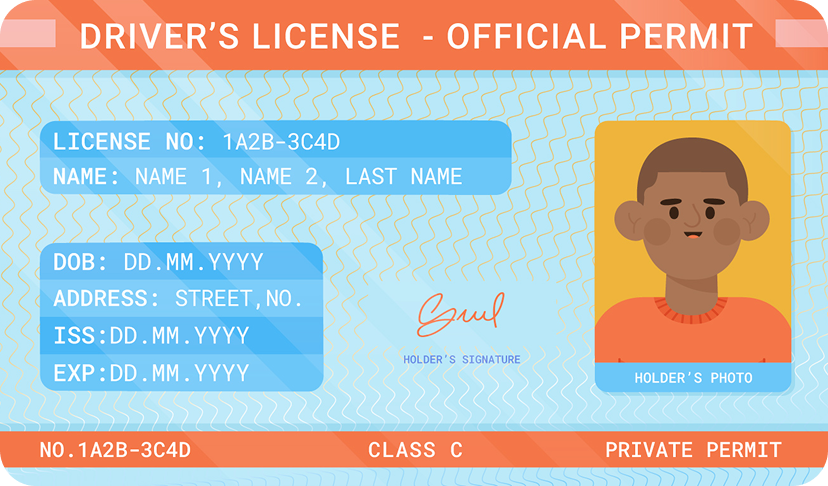 DRIVER’S LICENSE - OFFICIAL PERMIT
LICENSE NO: 1A2B-3C4D
NAME: NAME 1, NAME 2, LAST NAME
DOB: DD.MM.YYYY
ADDRESS: STREET,NO.
ISS:DD.MM.YYYY
EXP:DD.MM.YYYY
HOLDER’S SIGNATURE
HOLDER’S PHOTO
NO.1A2B-3C4D
CLASS C
PRIVATE PERMIT